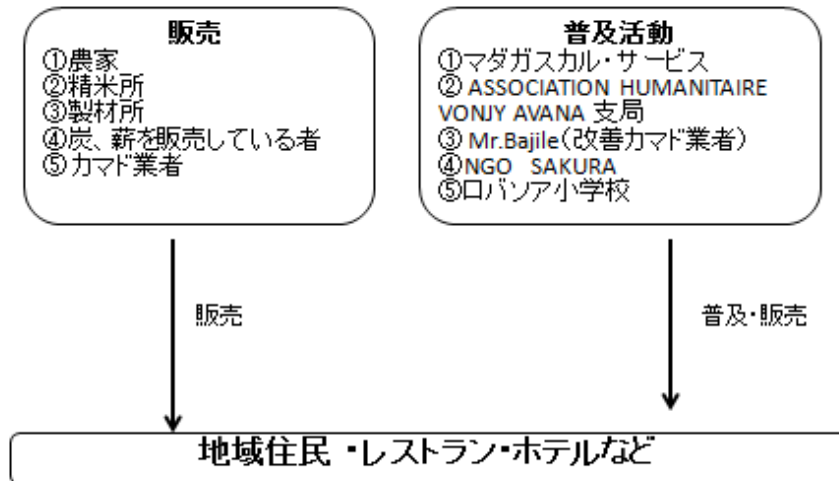 販売
①農家
②精米所
③製材所
④炭、薪を販売している者
⑤カマド業者
普及活動
①マダガスカル・サービス
② ASSOCIATION HUMANITAIRE
VONJY AVANA 支局
③ Mr.Bajile(改善カマド業者)
④NGO SAKURA
⑤ロバソア小学校
販売
普及・販売
地域住民・レストラン・ホテルなど